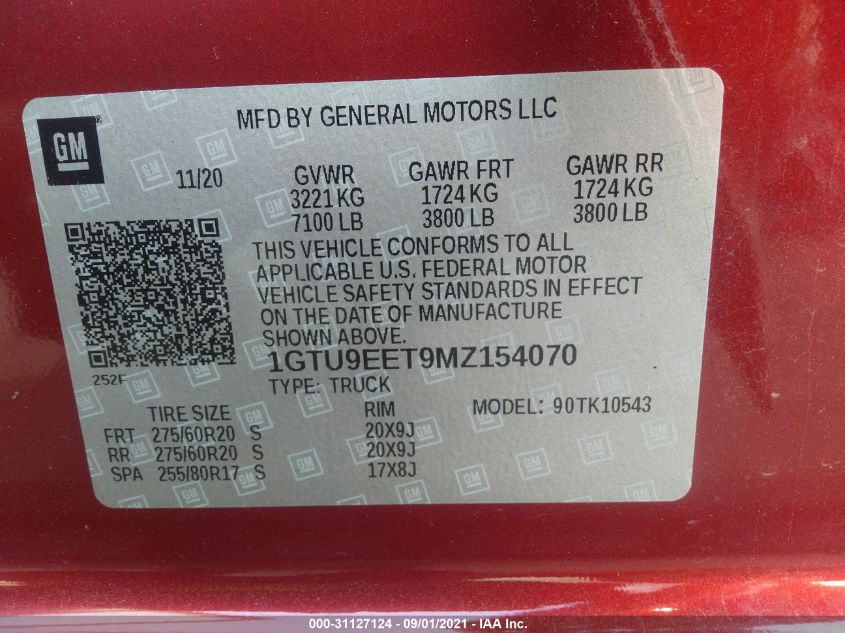 MFD BY GENERAL MOTORS LLC
GM
11/20 GVWR GAWR FRT GAWR RR
3221 KG 1724 KG 1724 KG
7100 LB 3800 LB 3800 LB
THIS VEHICLE CONFORMS TO ALL
APPLICABLE U.S. FEDERAL MOTOR
VEHICLE SAFETY STANDARDS IN EFFECT
ON THE DATE OF MANUFACTURE
SHOWN ABOVE.
1GTU9EET9MZ154070
252F
TYPE: TRUCK
TIRE SIZE RIM MODEL: 90TK10543
FRT 275/60R20 S 20X9J
RR 275/60R20 S 20X9J
SPA 255/80R17 S 17X8J
000-31127124 - 09/01/2021 - IAA Inc.